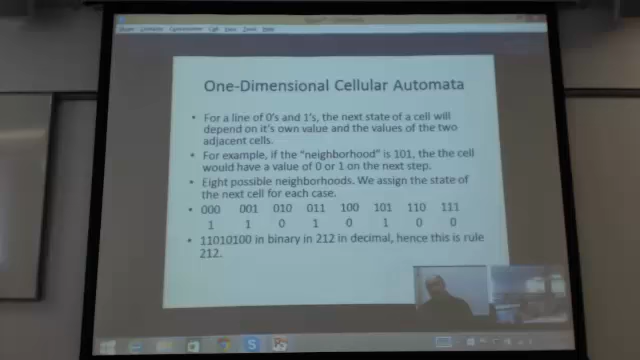 One-Dimensional Cellular Automata
• For a line of 0's and 1's, the next state of a cell will
depend on it's own value and the values of the two
adjacent cells.
• For example, if the "neighborhood" is 101, the the cell
would have a value of 0 or 1 on the next step.
• Eight possible neighborhoods. We assign the state of
the next cell for each case.
• 000 001 010 011 100 101 110 111
1 1 0 1 0 1 0 0
• 11010100 in binary in 212 in decimal, hence this is rule
212.